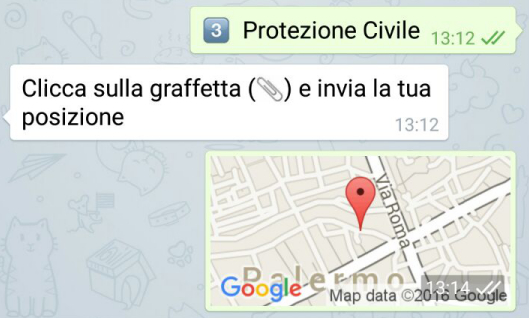 3 Protezione Civile 13:12
Clicca sulla graffetta (📎) e invia la tua
posizione
13:12
Via Roma
Palermo
13:14
Google Map data ©2016 Google